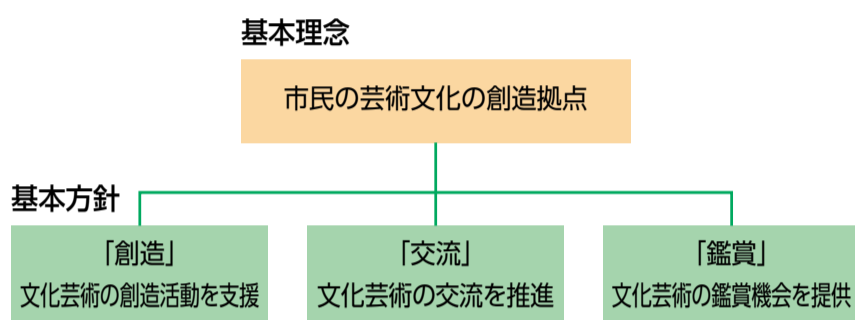 基本理念
市民の芸術文化の創造拠点
基本方針
「創造」
文化芸術の創造活動を支援
「交流」
文化芸術の交流を推進
「鑑賞」
文化芸術の鑑賞機会を提供